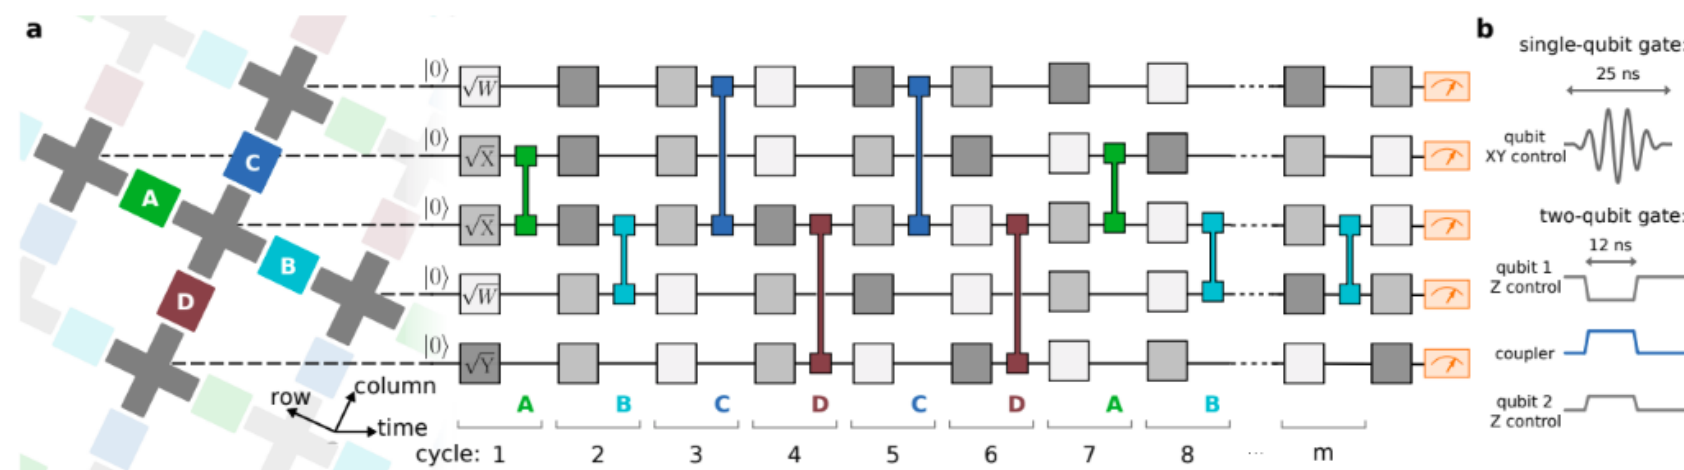 a
C
A
B
D
row
column
time
|0⟩ √W
|0⟩ √X
|0⟩ √X
|0⟩ √W
|0⟩ √Y
A B C D C D A B
cycle: 1 2 3 4 5 6 7 8 ... m
b
single-qubit gate:
25 ns
qubit
XY control
two-qubit gate:
12 ns
qubit 1
Z control
coupler
qubit 2
Z control